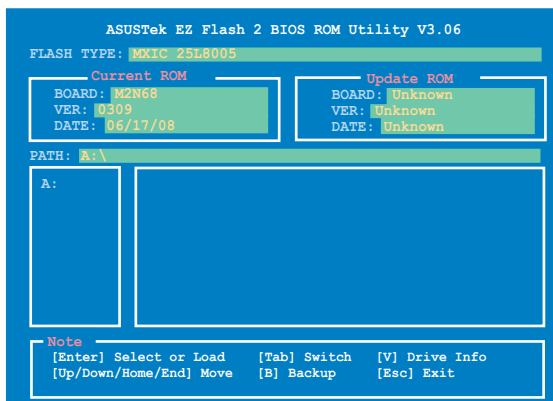 ASUSTek EZ Flash 2 BIOS ROM Utility V3.06
FLASH TYPE: MXIC 25L8005
Current ROM
BOARD: M2N68
VER: 0309
DATE: 06/17/08
Update ROM
BOARD: Unknown
VER: Unknown
DATE: Unknown
PATH: A:\
A:
Note
[Enter] Select or Load [Tab] Switch [V] Drive Info
[Up/Down/Home/End] Move [B] Backup [Esc] Exit